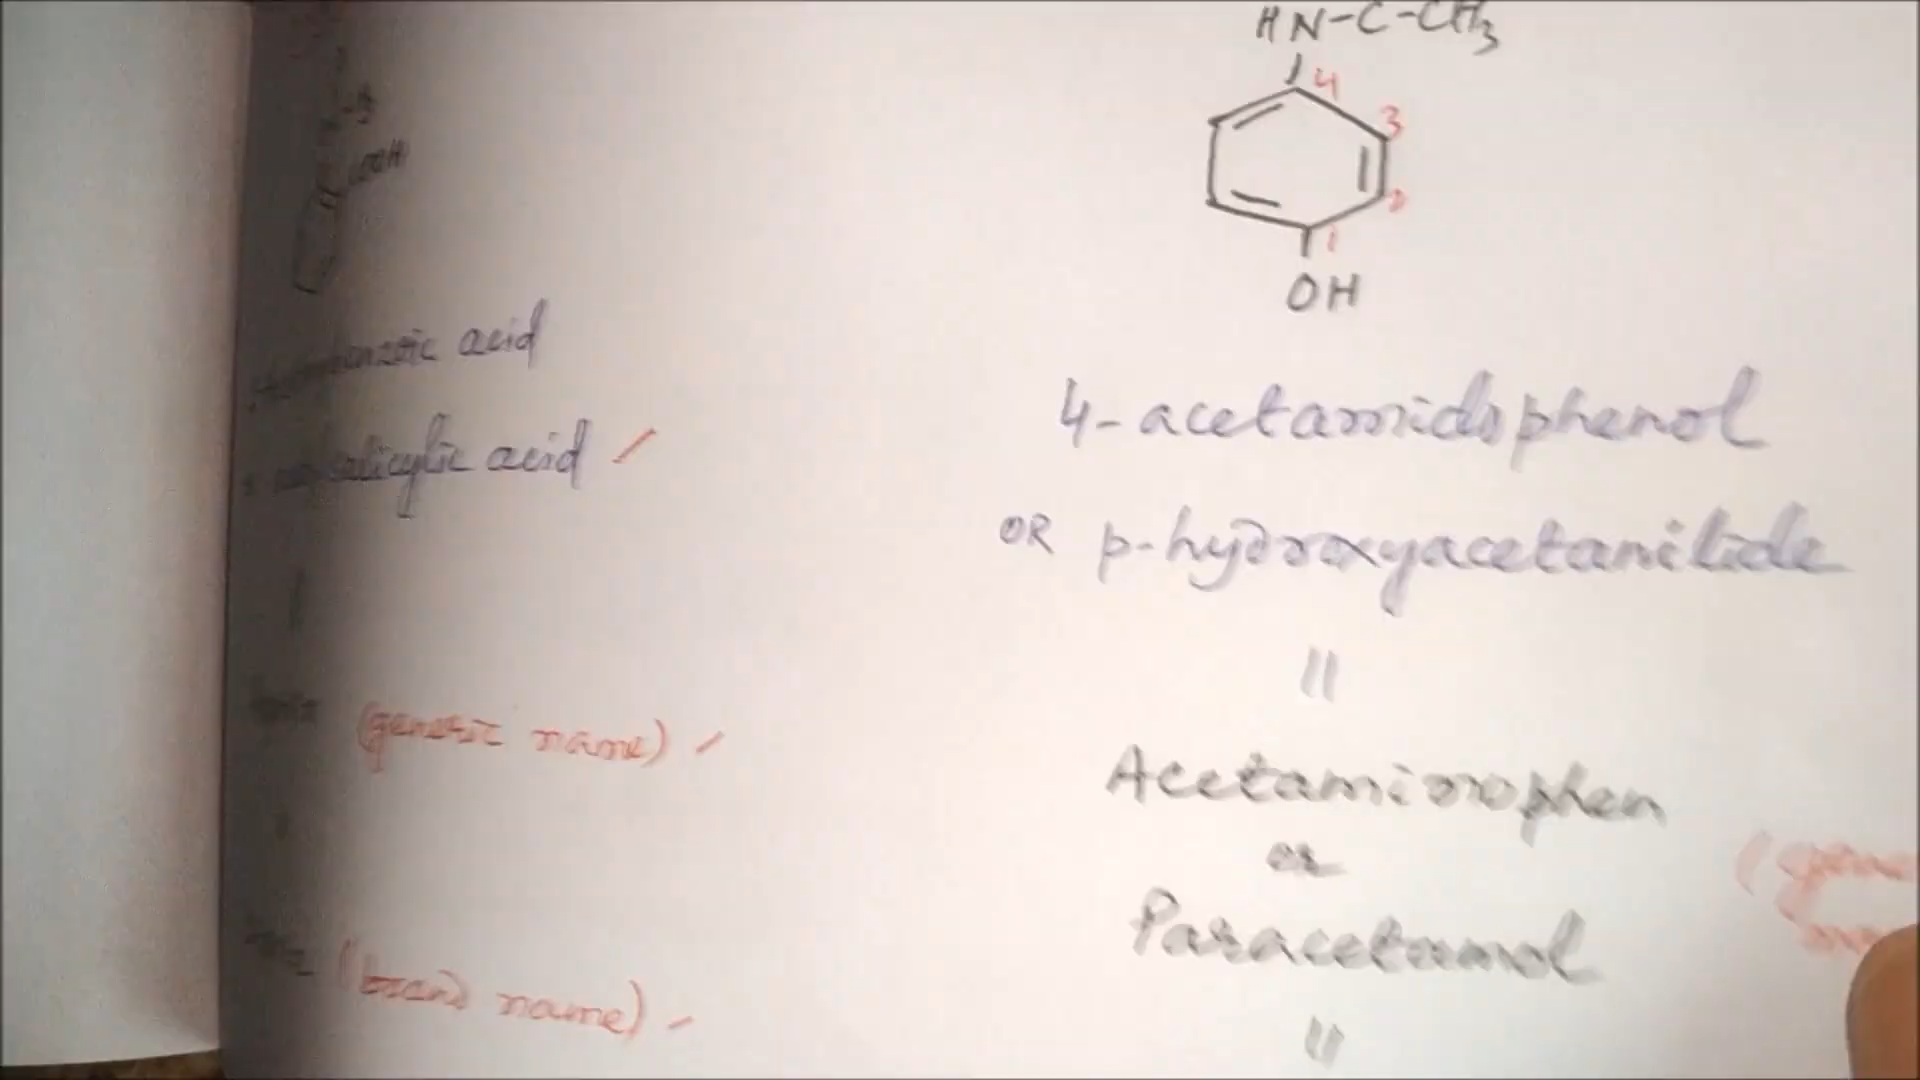 HN-C-CH3
4
3
2
1
OH
COOH
acid
acid
(generic name)
(brand name)
4-acetamidophenol
OR p-hydroxyacetanilide
||
Acetaminophen
or
Paracetamol
||